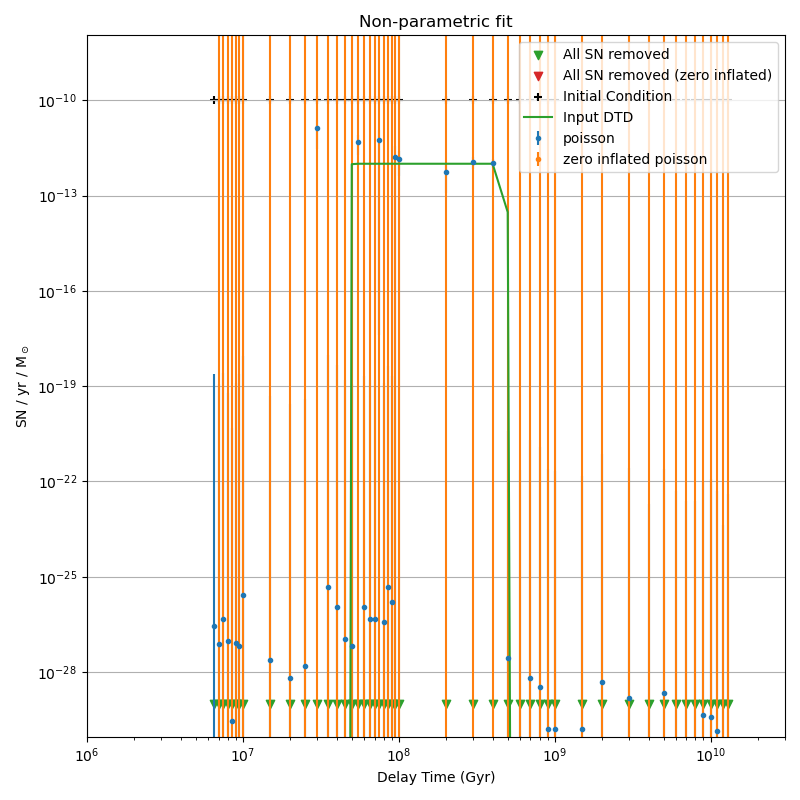 Non-parametric fit
All SN removed
All SN removed (zero inflated)
Initial Condition
Input DTD
poisson
zero inflated poisson
SN / yr / M⊙
10⁻¹⁰
10⁻¹³
10⁻¹⁶
10⁻¹⁹
10⁻²²
10⁻²⁵
10⁻²⁸
10⁶ 10⁷ 10⁸ 10⁹ 10¹⁰
Delay Time (Gyr)